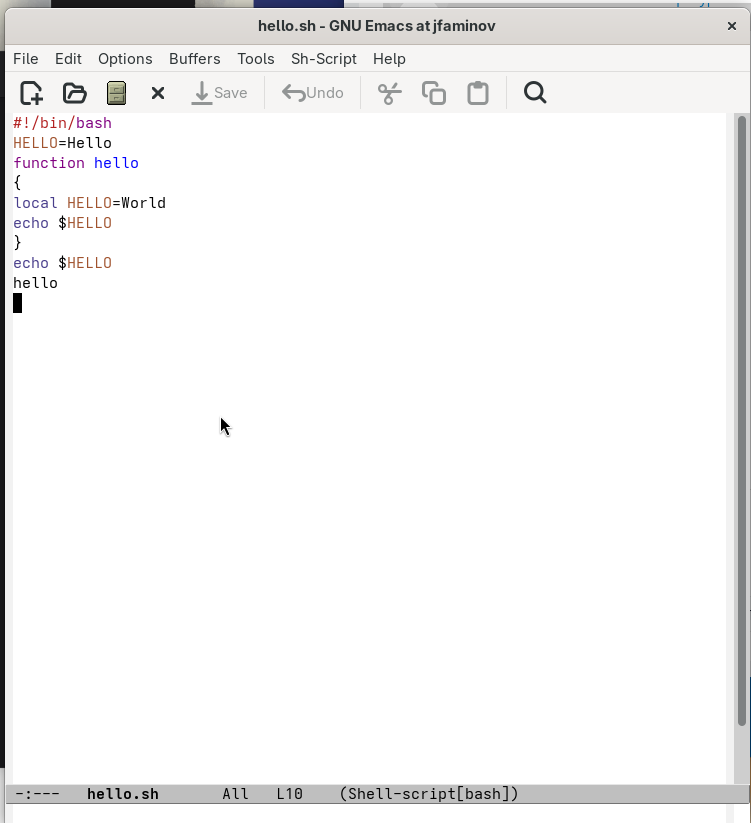 hello.sh - GNU Emacs at jfaminov
File Edit Options Buffers Tools Sh-Script Help
Save Undo
#!/bin/bash
HELLO=Hello
function hello
{
local HELLO=World
echo $HELLO
}
echo $HELLO
hello
-:--- hello.sh All L10 (Shell-script[bash])